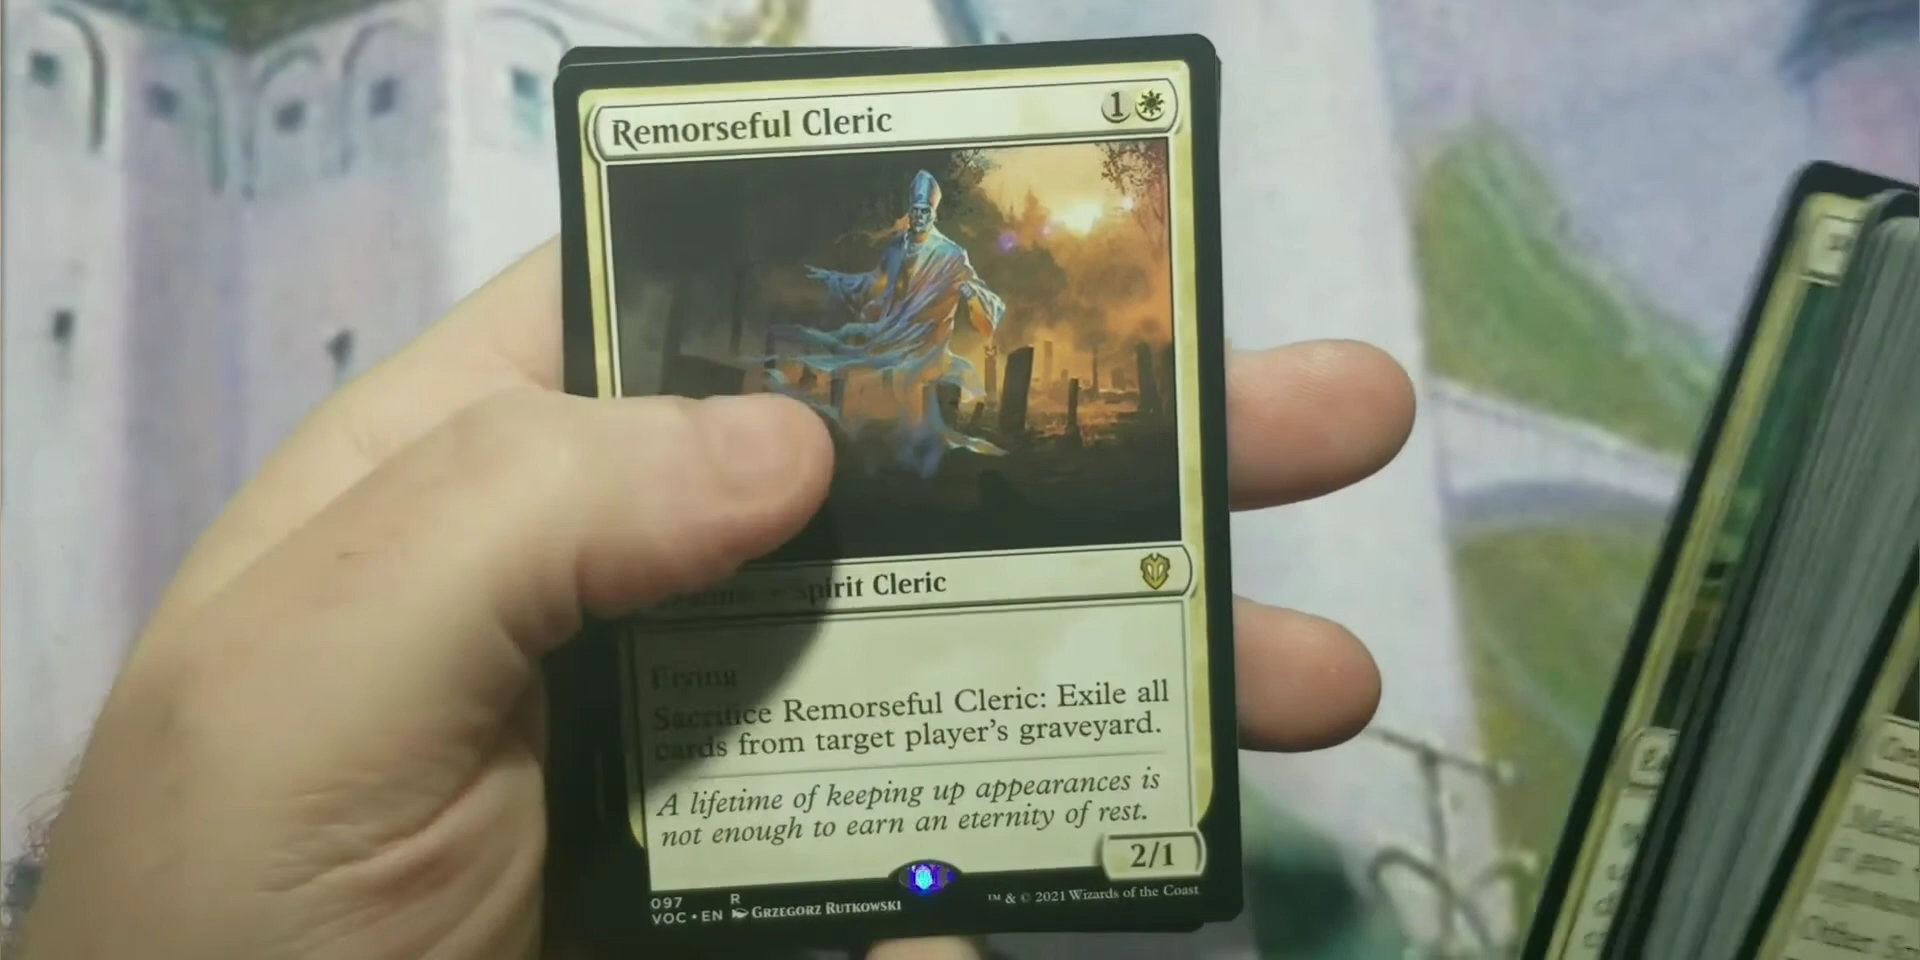 Remorseful Cleric 1
Spirit Cleric
Flying
Sacrifice Remorseful Cleric: Exile all
cards from target player's graveyard.
A lifetime of keeping up appearances is
not enough to earn an eternity of rest.
2/1
097 R
VOC • EN GRZEGORZ RUTKOWSKI
™ & © 2021 Wizards of the Coast